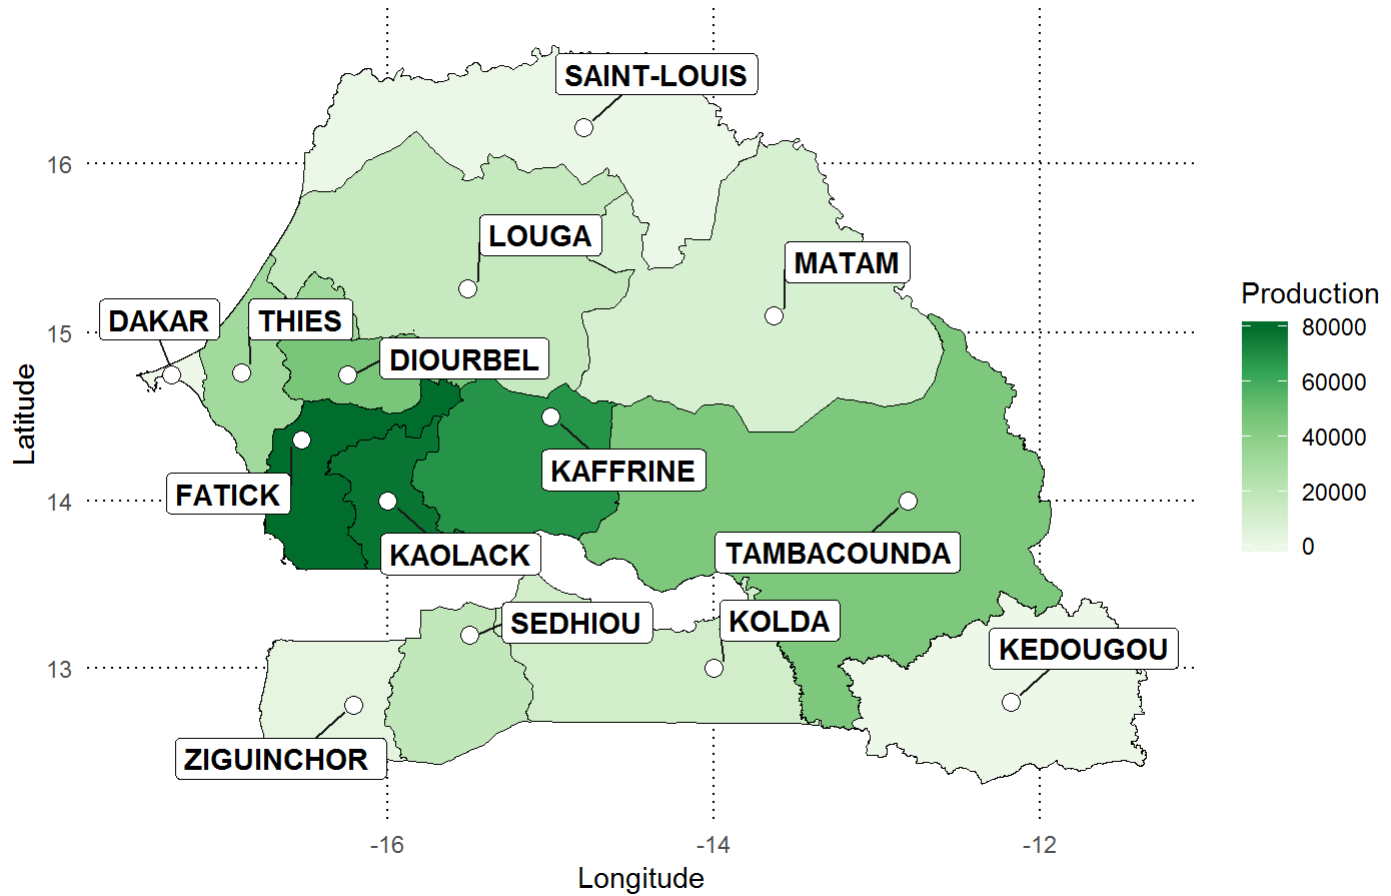 SAINT-LOUIS
16
LOUGA
MATAM
Production
DAKAR
THIES
15
80000
DIOURBEL
60000
Latitude
40000
KAFFRINE
FATICK
14
20000
KAOLACK
TAMBACOUNDA
0
SEDHIOU
KOLDA
KEDOUGOU
13
ZIGUINCHOR
-16
-14
-12
Longitude